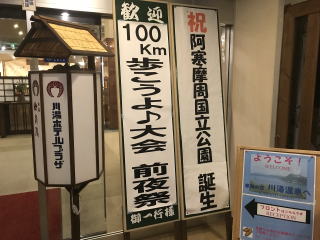 歓迎
100Km
歩こうよ♪大会 前夜祭
御一行様
祝
阿寒摩周国立公園 誕生
川湯ホテルプラザ
ようこそ!
WELCOME
川湯温泉へ
フロント
RECEPTION